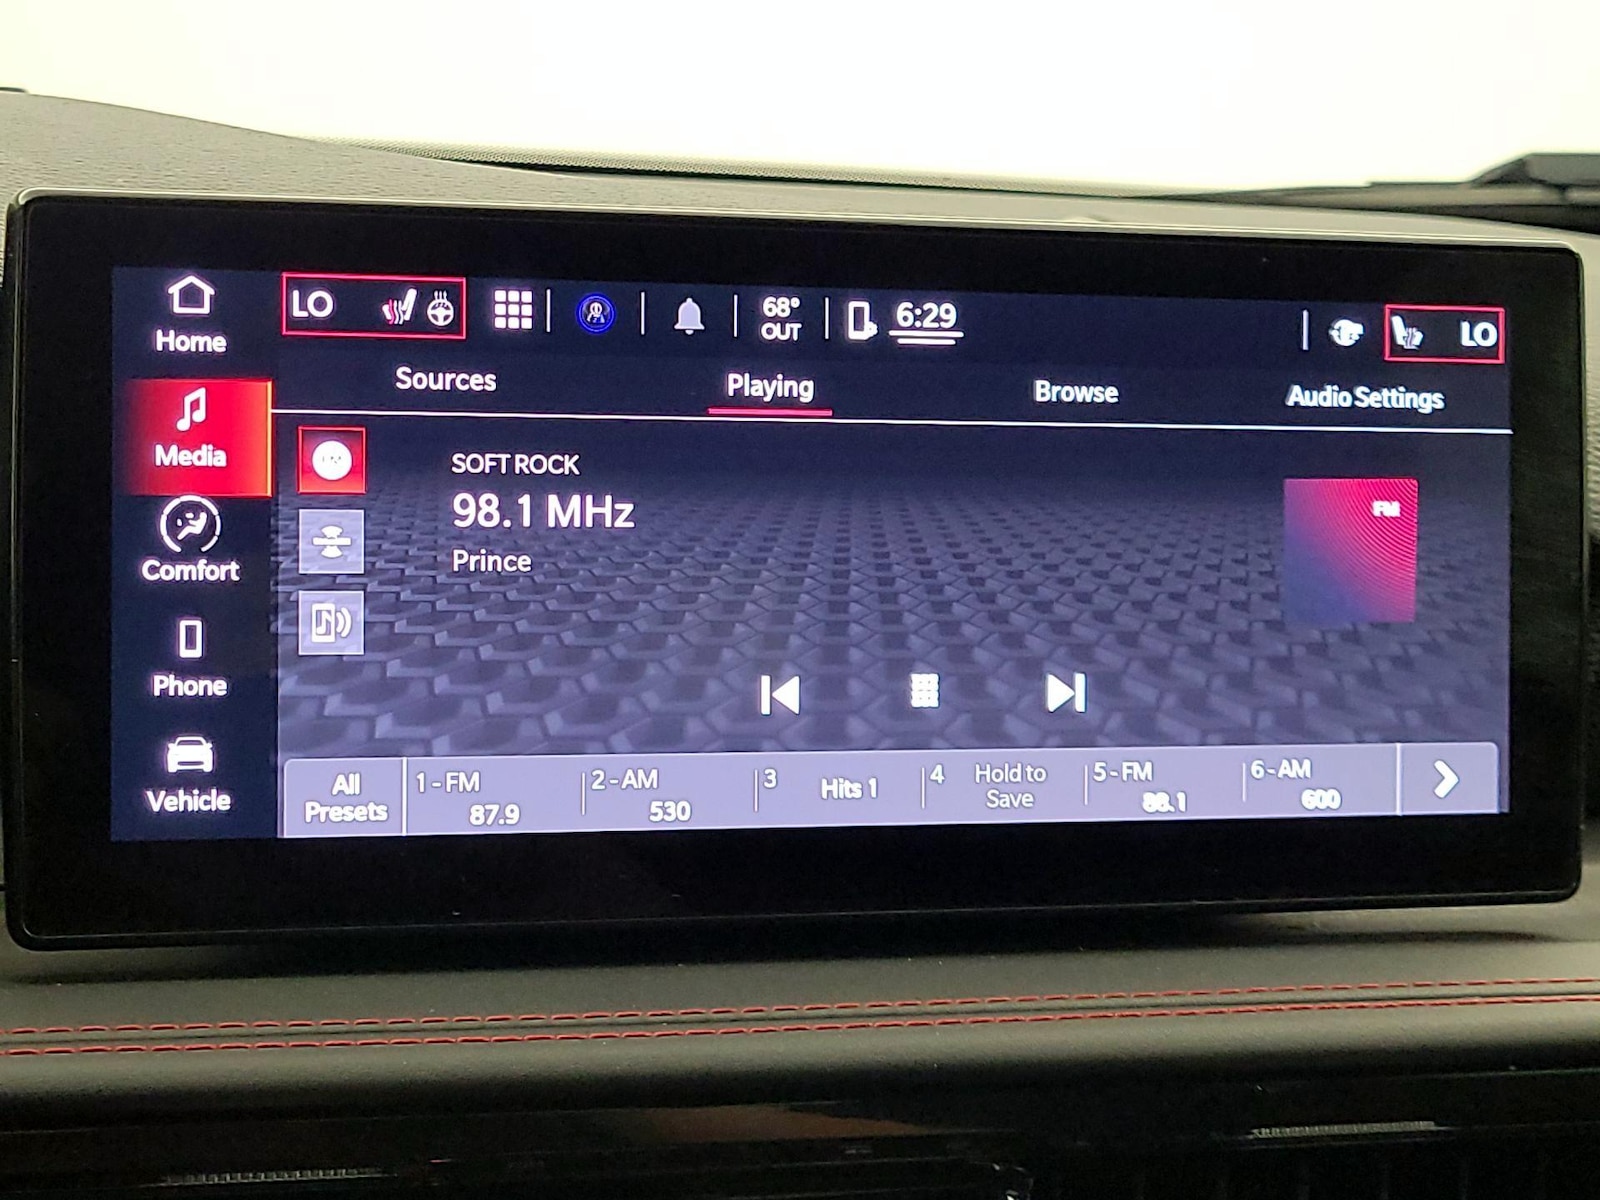 Home
Media
Comfort
Phone
Vehicle
LO
68°
OUT
6:29
LO
Sources
Playing
Browse
Audio Settings
SOFT ROCK
98.1 MHz
Prince
FM
All
Presets
1-FM
87.9
2-AM
530
3
Hits 1
4
Hold to
Save
5-FM
88.1
6-AM
600